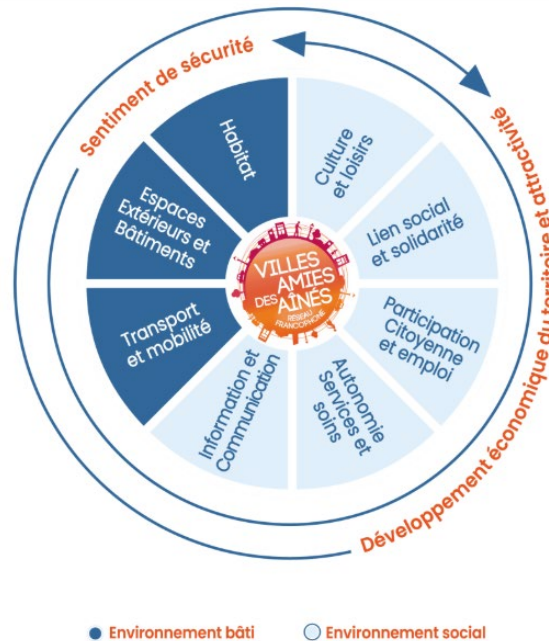 Sentiment de sécurité
Développement économique du territoire et attractivité
Habitat
Culture
et loisirs
Lien social
et solidarité
Participation
Citoyenne
et emploi
Autonomie
Services et
soins
Information et
Communication
Transport
et mobilité
Espaces
Extérieurs et
Bâtiments
VILLES
AMIES
DES AÎNÉS
RÉSEAU
FRANCOPHONE
Environnement bâti
Environnement social